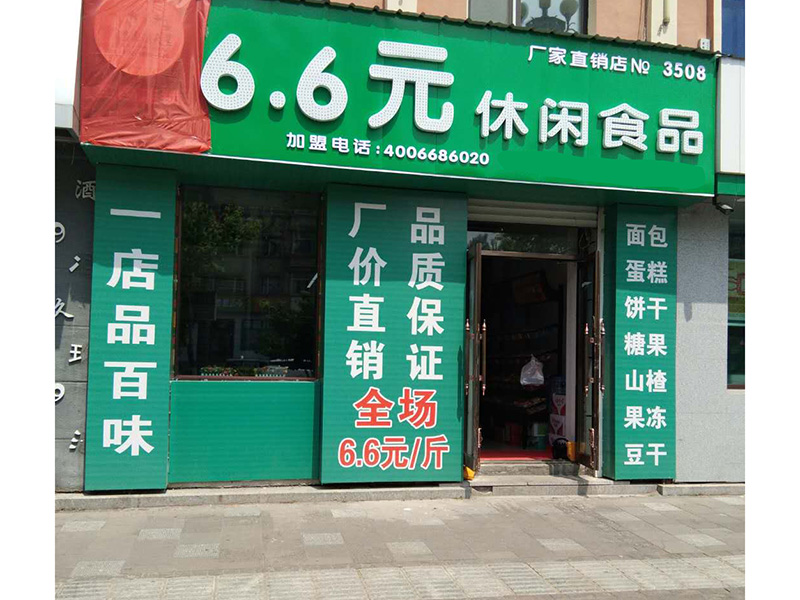 厂家直销店№ 3508
6.6元 休闲食品
加盟电话:4006686020
一店品百味
厂价直销
品质保证
全场
6.6元/斤
面包
蛋糕
饼干
糖果
山楂
果冻
豆干
酒